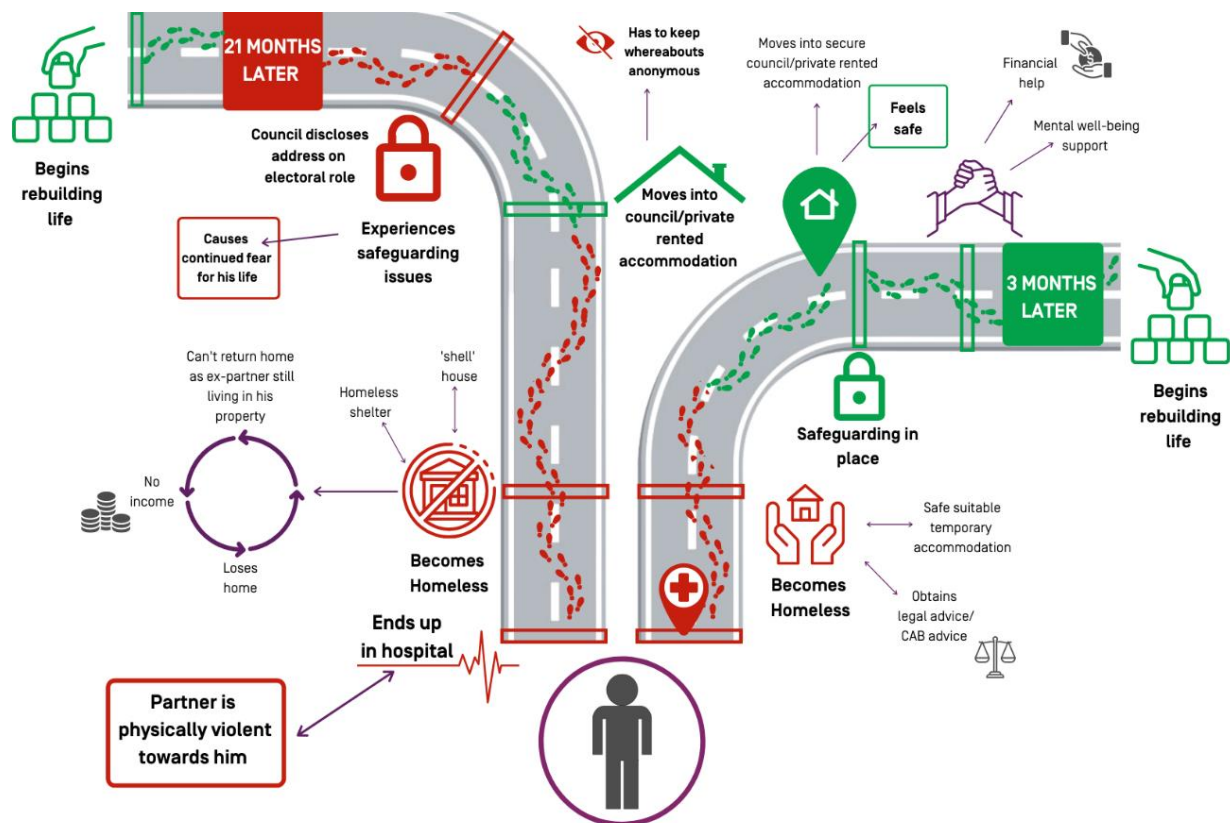 21 MONTHS
LATER
Begins
rebuilding
life
Council discloses
address on
electoral role
Experiences
safeguarding
issues
Causes
continued fear
for his life
Has to keep
whereabouts
anonymous
Moves into
council/private
rented
accommodation
Moves into secure
council/private rented
accommodation
Feels
safe
Financial
help
Mental well-being
support
3 MONTHS
LATER
Begins
rebuilding
life
Safeguarding in
place
Can't return home
as ex-partner still
living in his
property
No
income
Loses
home
Homeless
shelter
'shell'
house
Becomes
Homeless
Becomes
Homeless
Safe suitable
temporary
accommodation
Obtains
legal advice/
CAB advice
Ends up
in hospital
Partner is
physically violent
towards him
$